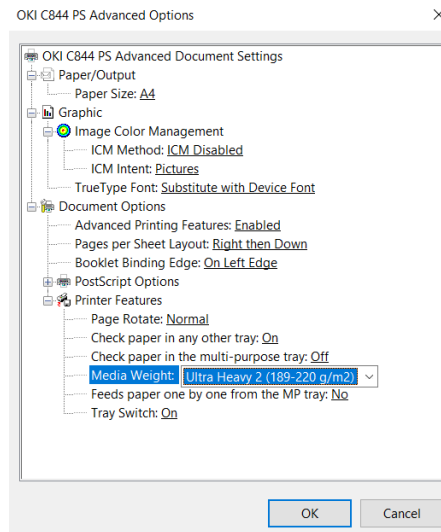 OKI C844 PS Advanced Options
OKI C844 PS Advanced Document Settings
Paper/Output
Paper Size: A4
Graphic
Image Color Management
ICM Method: ICM Disabled
ICM Intent: Pictures
TrueType Font: Substitute with Device Font
Document Options
Advanced Printing Features: Enabled
Pages per Sheet Layout: Right then Down
Booklet Binding Edge: On Left Edge
PostScript Options
Printer Features
Page Rotate: Normal
Check paper in any other tray: On
Check paper in the multi-purpose tray: Off
Media Weight: Ultra Heavy 2 (189-220 g/m2)
Feeds paper one by one from the MP tray: No
Tray Switch: On
OK Cancel